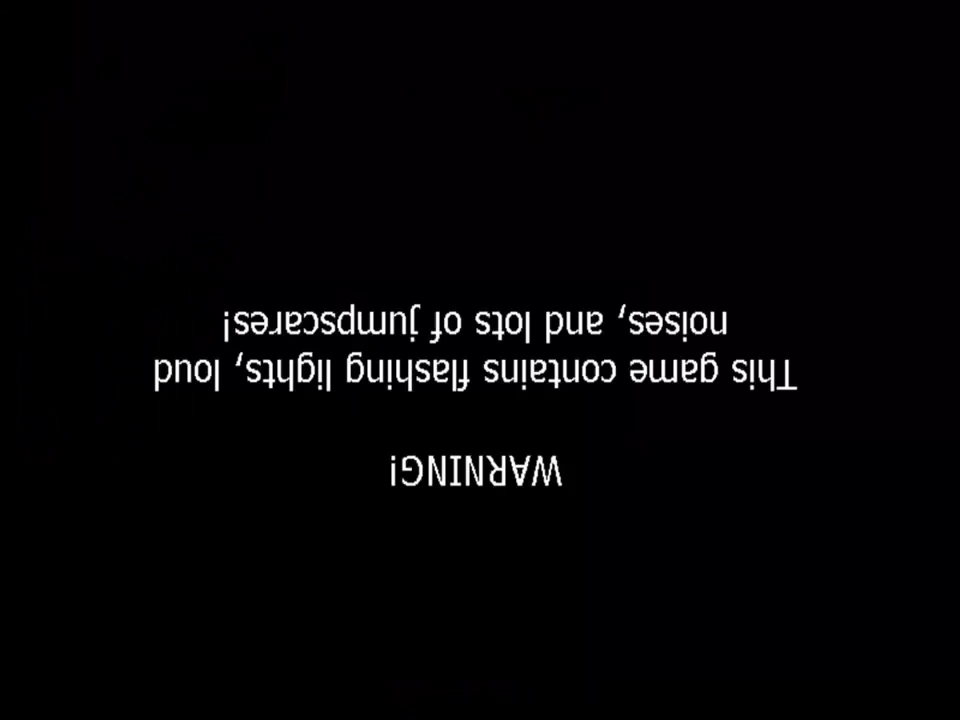 WARNING!
This game contains flashing lights, loud
noises, and lots of jumpscares!